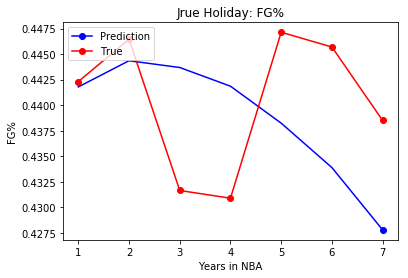 Jrue Holiday: FG%
Prediction
True
0.4475
0.4450
0.4425
0.4400
0.4375
0.4350
0.4325
0.4300
0.4275
FG%
1 2 3 4 5 6 7
Years in NBA